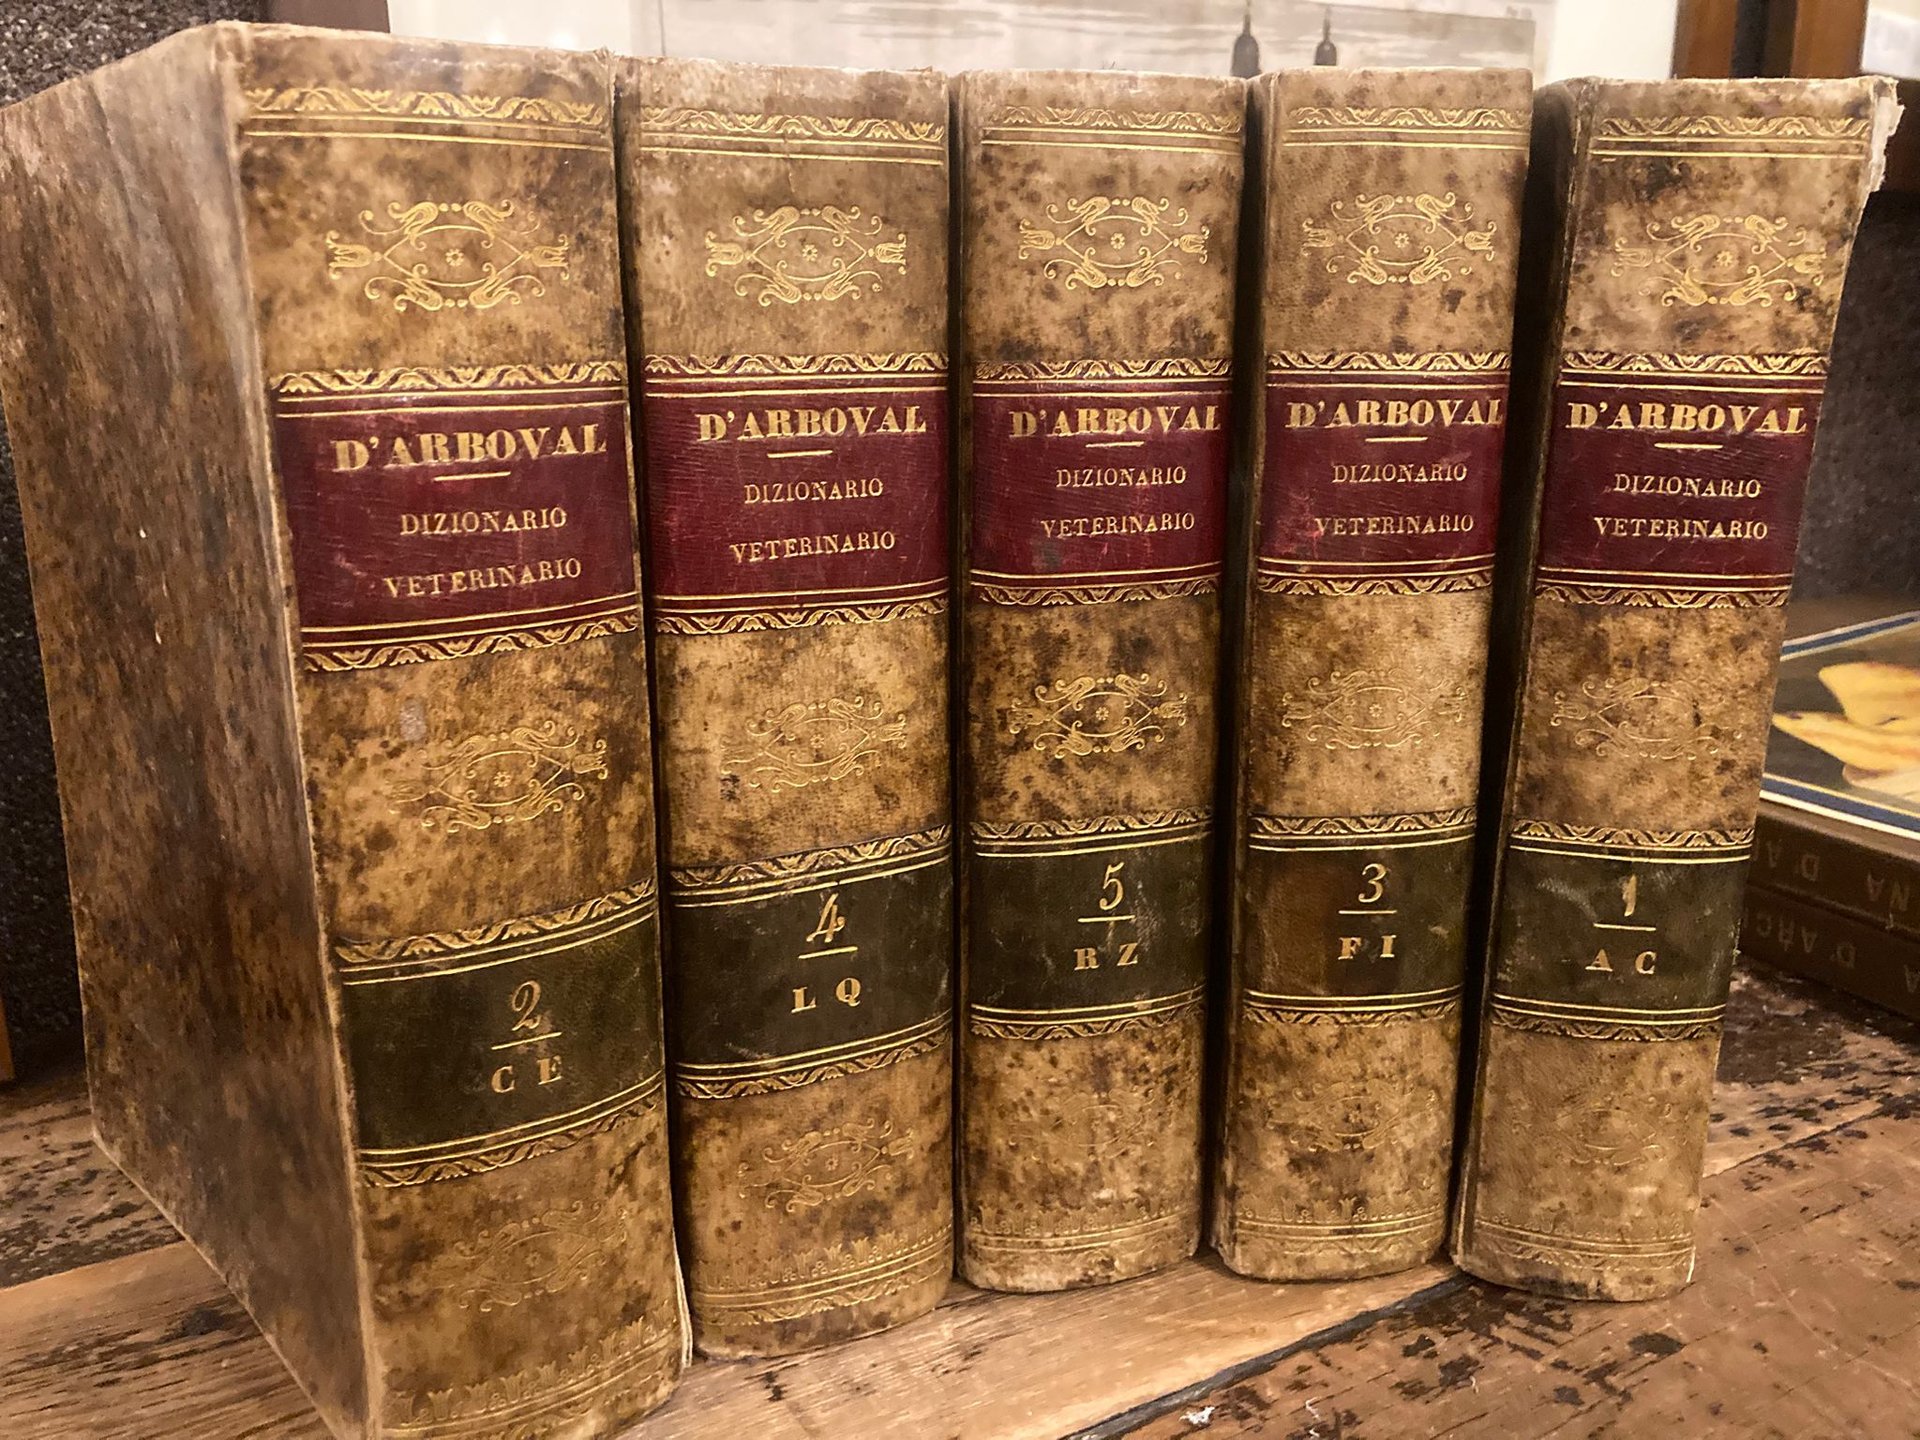 D'ARBOVAL
DIZIONARIO
VETERINARIO
2
C E
D'ARBOVAL
DIZIONARIO
VETERINARIO
4
L Q
D'ARBOVAL
DIZIONARIO
VETERINARIO
5
R Z
D'ARBOVAL
DIZIONARIO
VETERINARIO
3
F I
D'ARBOVAL
DIZIONARIO
VETERINARIO
1
A C